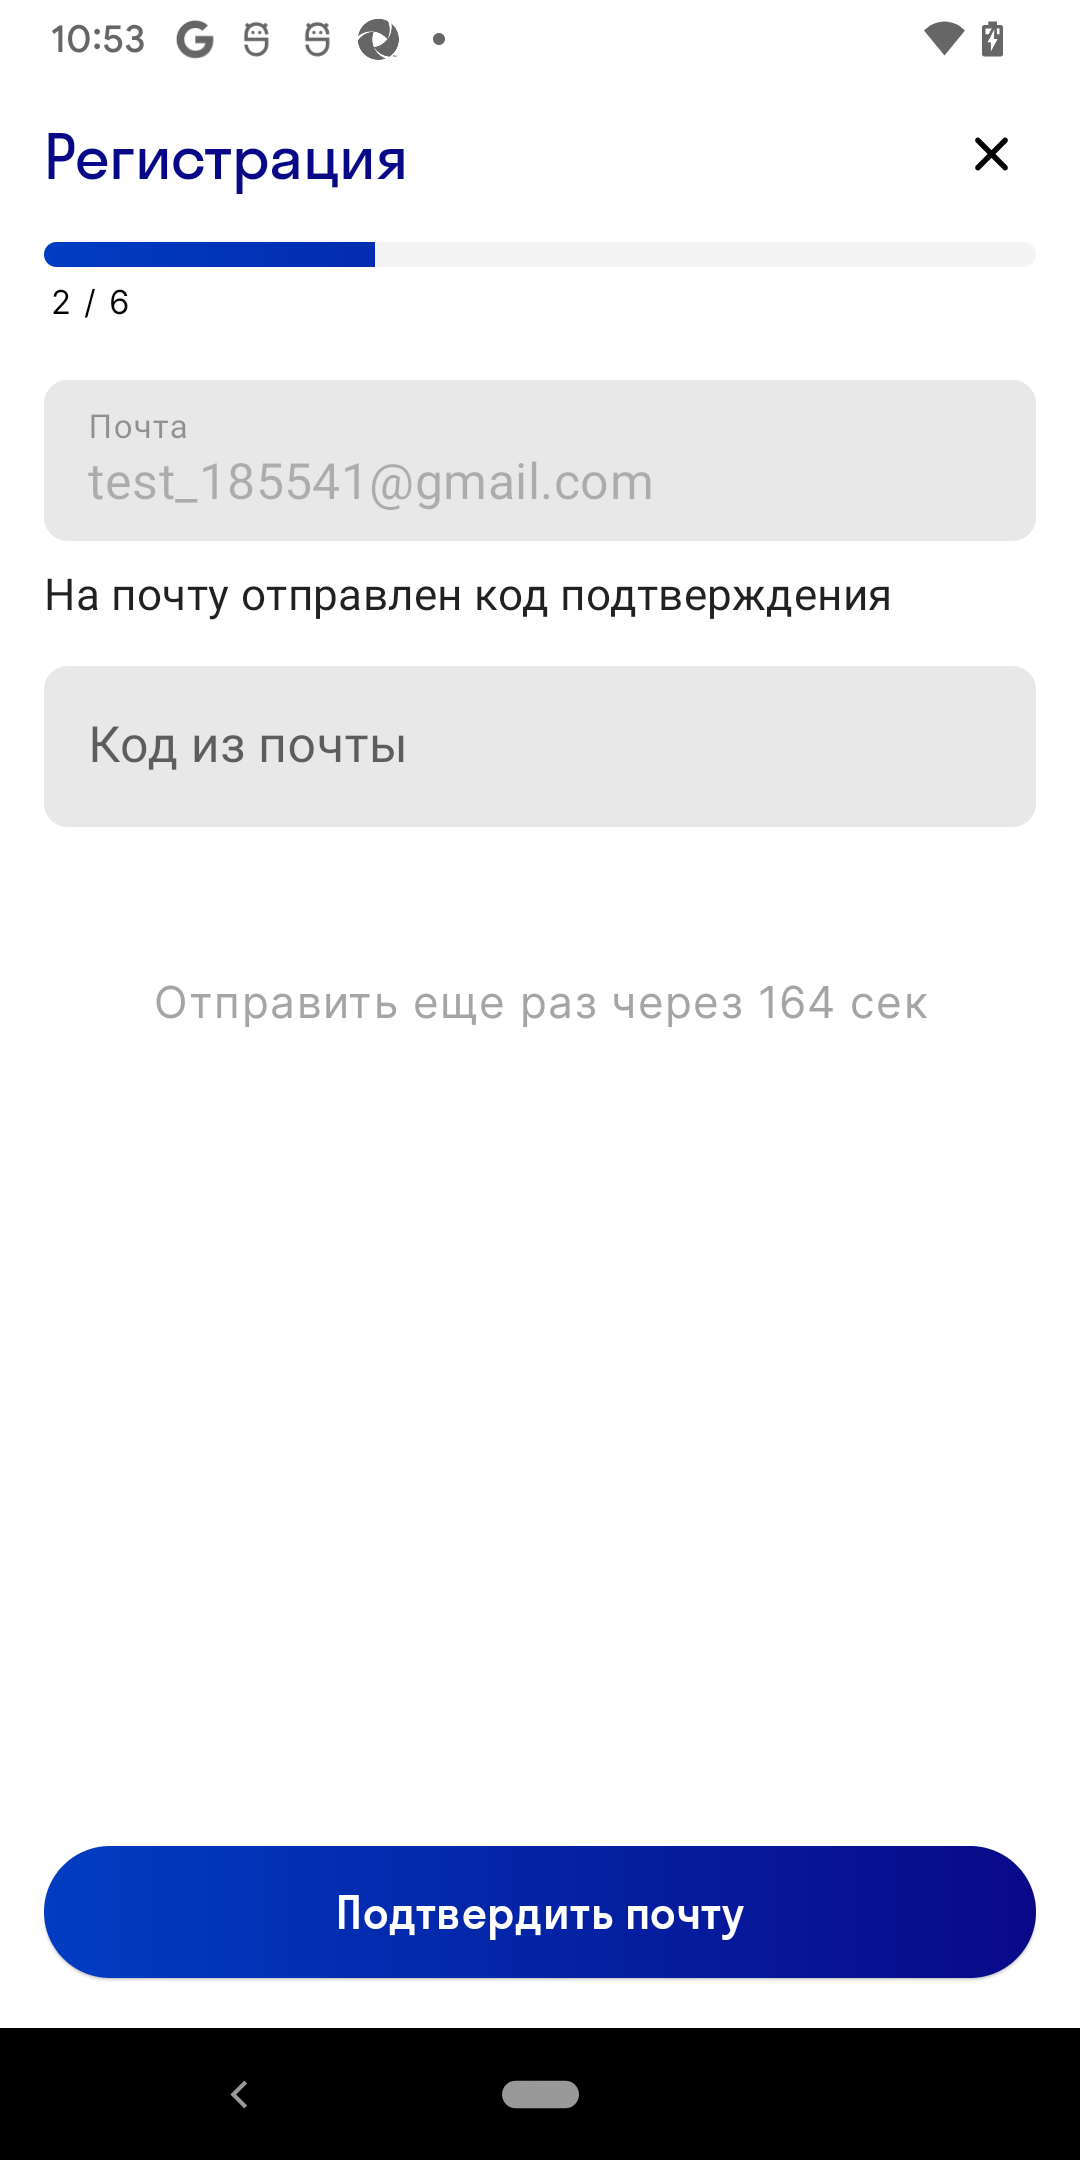 10:53
Регистрация
2 / 6
Почта
test_185541@gmail.com
На почту отправлен код подтверждения
Код из почты
Отправить еще раз через 164 сек
Подтвердить почту